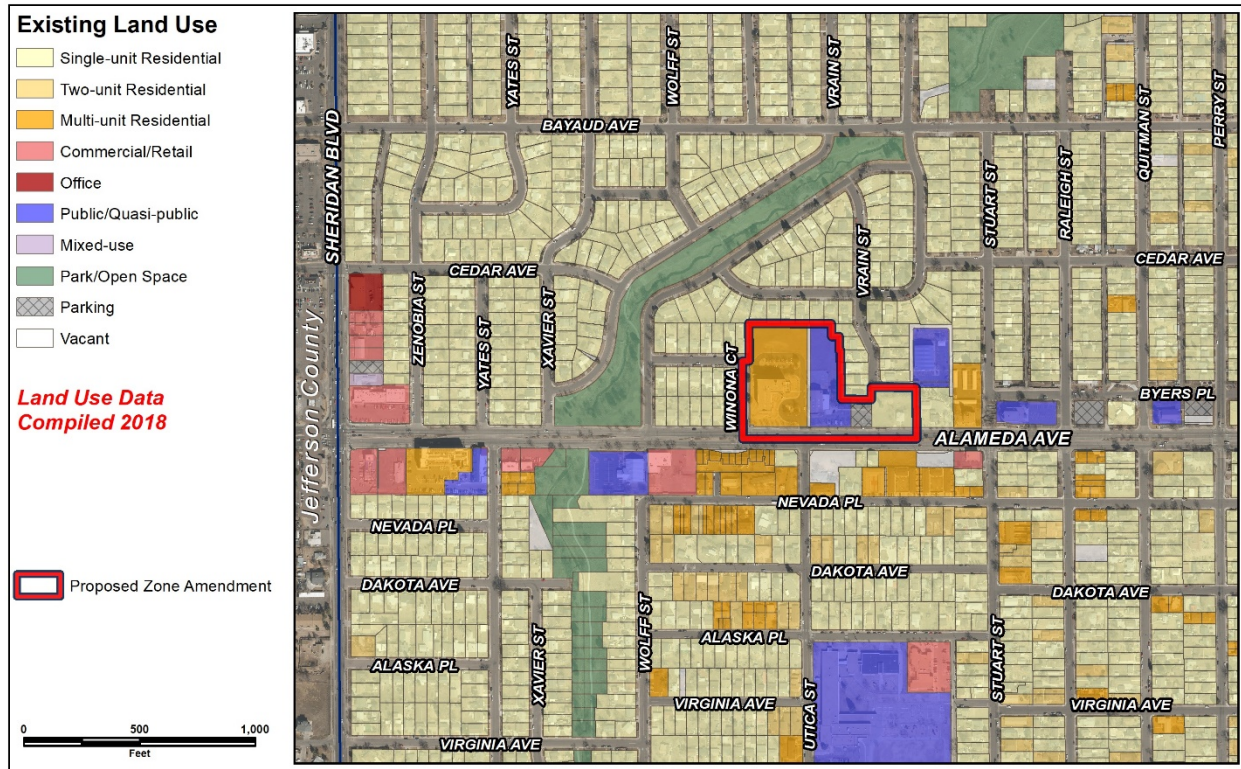 Existing Land Use
Single-unit Residential
Two-unit Residential
Multi-unit Residential
Commercial/Retail
Office
Public/Quasi-public
Mixed-use
Park/Open Space
Parking
Vacant
Land Use Data
Compiled 2018
Proposed Zone Amendment
0 500 1,000
Feet
SHERIDAN BLVD
Jefferson County
YATES ST
WOLFF ST
VRAIN ST
BAYAUD AVE
QUITMAN ST
PERRY ST
STUART ST
RALEIGH ST
CEDAR AVE
CEDAR AVE
ZENOBIA ST
YATES ST
XAVIER ST
VRAIN ST
WINONA CT
BYERS PL
ALAMEDA AVE
NEVADA PL
NEVADA PL
DAKOTA AVE
DAKOTA AVE
DAKOTA AVE
XAVIER ST
WOLFF ST
ALASKA PL
ALASKA PL
STUART ST
UTICA ST
VIRGINIA AVE
VIRGINIA AVE
VIRGINIA AVE